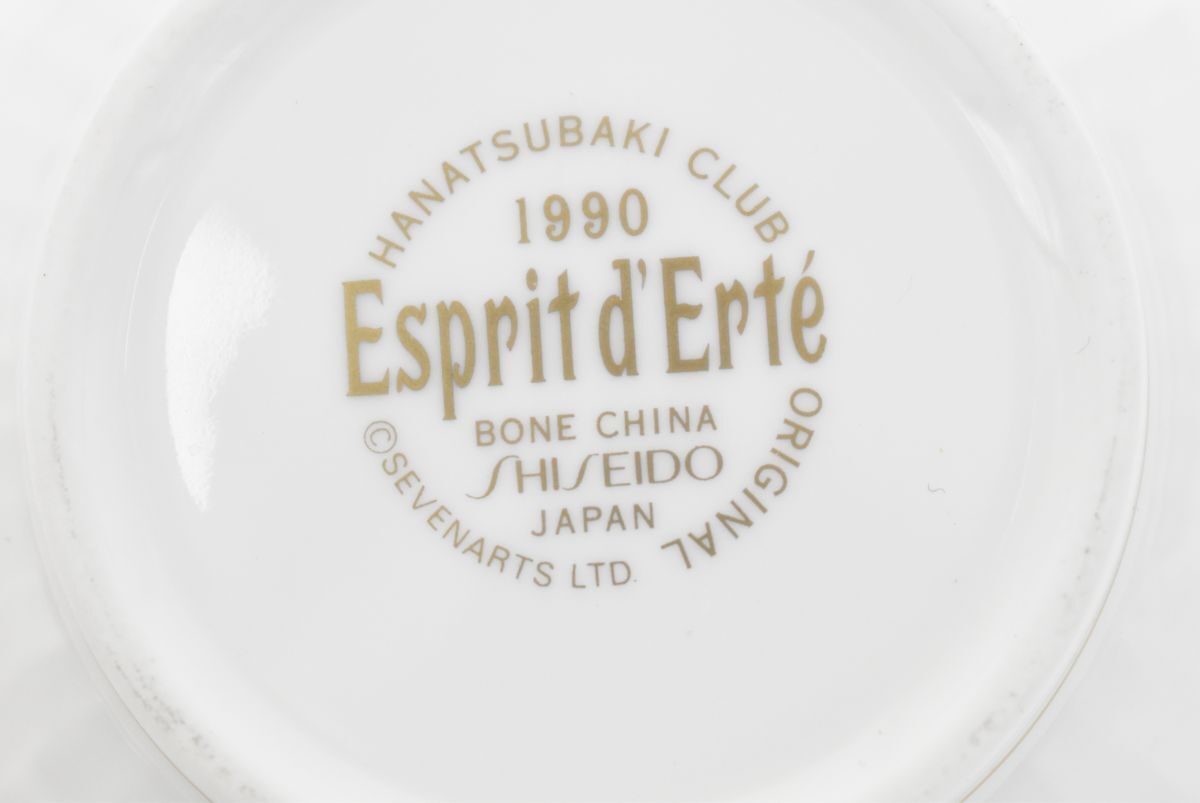 HANATSUBAKI CLUB ORIGINAL
1990
Esprit d'Erté
BONE CHINA
SHISEIDO
JAPAN
©SEVENARTS LTD.